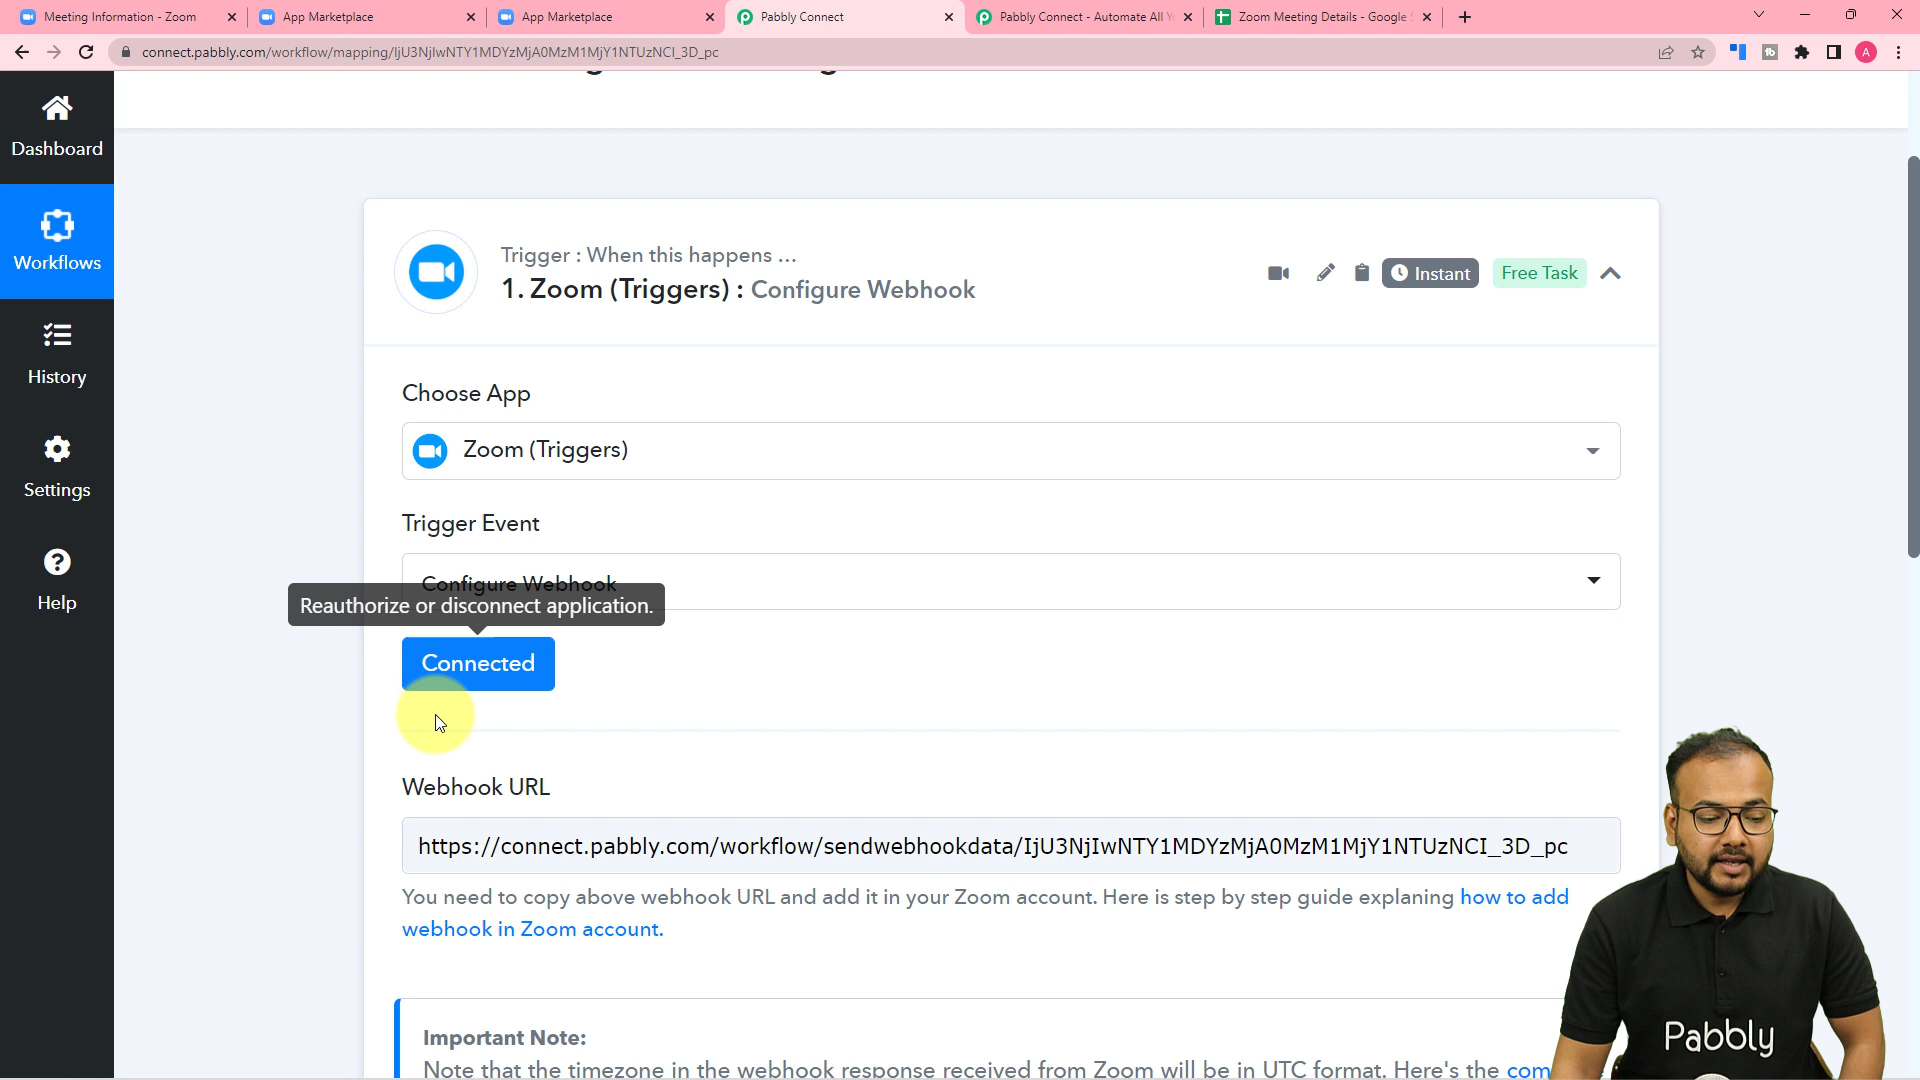 Meeting Information - Zoom
App Marketplace
App Marketplace
Pabbly Connect
Pabbly Connect - Automate All Y
Zoom Meeting Details - Google S
connect.pabbly.com/workflow/mapping/IjU3NjIwNTY1MDYzMjA0MzM1MjY1NTUzNCI_3D_pc
A
Dashboard
Workflows
History
Settings
Help
Trigger : When this happens ...
1. Zoom (Triggers) : Configure Webhook
Instant
Free Task
Choose App
Zoom (Triggers)
Trigger Event
Configure Webhook
Reauthorize or disconnect application.
Connected
Webhook URL
https://connect.pabbly.com/workflow/sendwebhookdata/IjU3NjIwNTY1MDYzMjA0MzM1MjY1NTUzNCI_3D_pc
You need to copy above webhook URL and add it in your Zoom account. Here is step by step guide explaning how to add
webhook in Zoom account.
Important Note:
Note that the timezone in the webhook response received from Zoom will be in UTC format. Here's the com
Pabbly